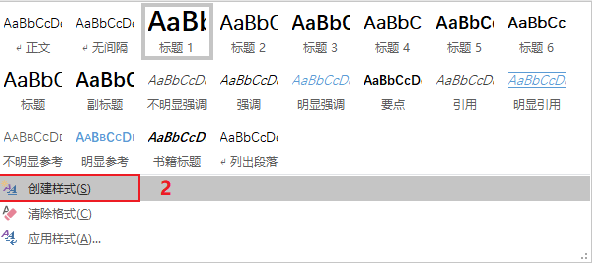 AaBbCcDc AaBbCcDc AaBb AaBbC AaBbC AaBbCc AaBbC AaBbCc
↵ 正文 ↵ 无间隔 标题 1 标题 2 标题 3 标题 4 标题 5 标题 6
AaBbC AaBbC AaBbCcDc AaBbCcDc AaBbCcDc AaBbCcDc AaBbCcDc AaBbCcDc
标题 副标题 不明显强调 强调 明显强调 要点 引用 明显引用
AABBCCDD AABBCCDD AaBbCcD AaBbCcDc
不明显参考 明显参考 书籍标题 ↵ 列出段落
创建样式(S) 2
清除格式(C)
应用样式(A)...